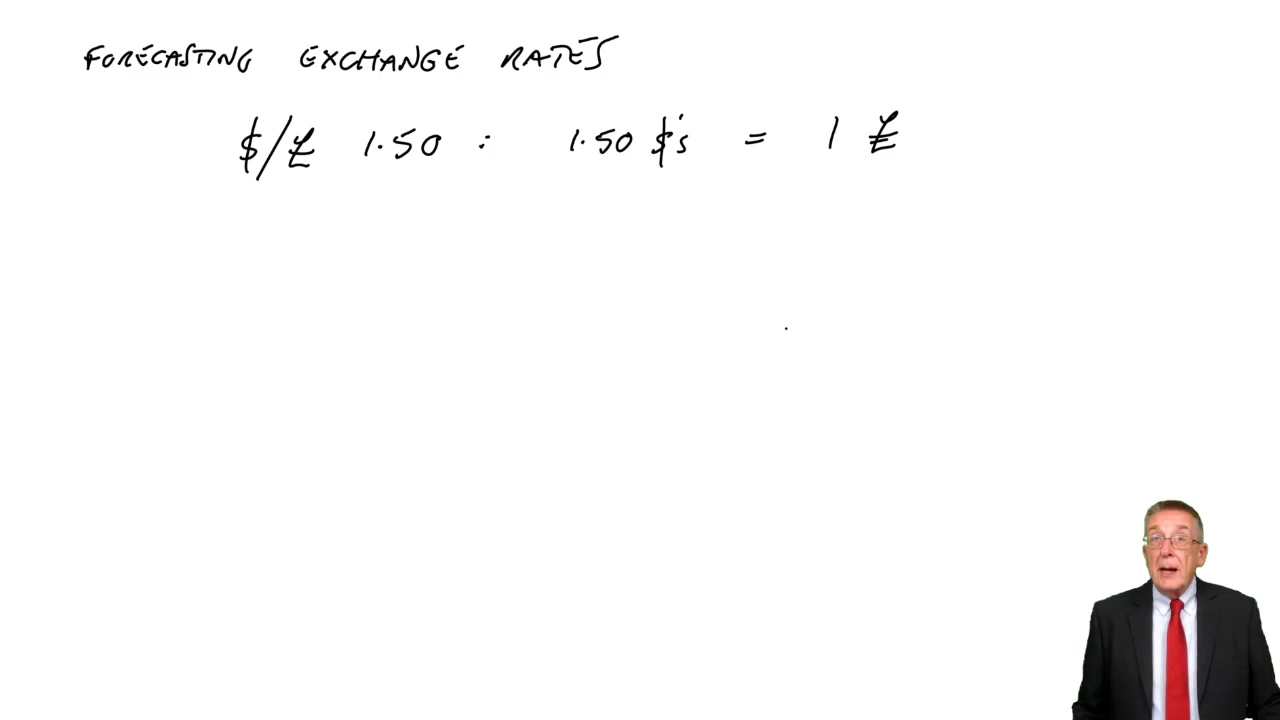 FORECASTING EXCHANGE RATES
$/£ 1.50 : 1.50 $'s = 1 £